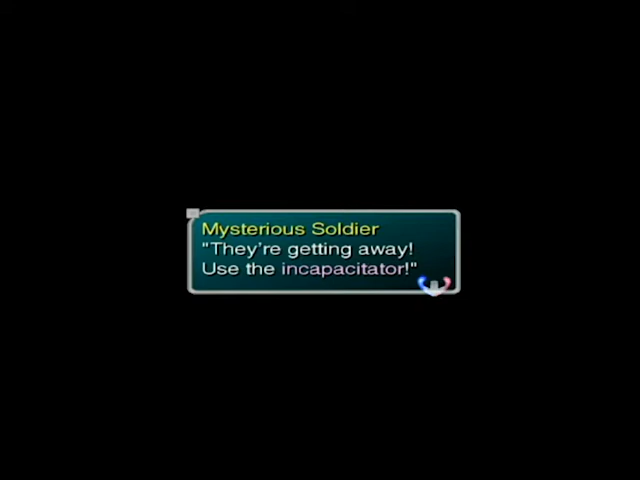 Mysterious Soldier
"They're getting away!
Use the incapacitator!"